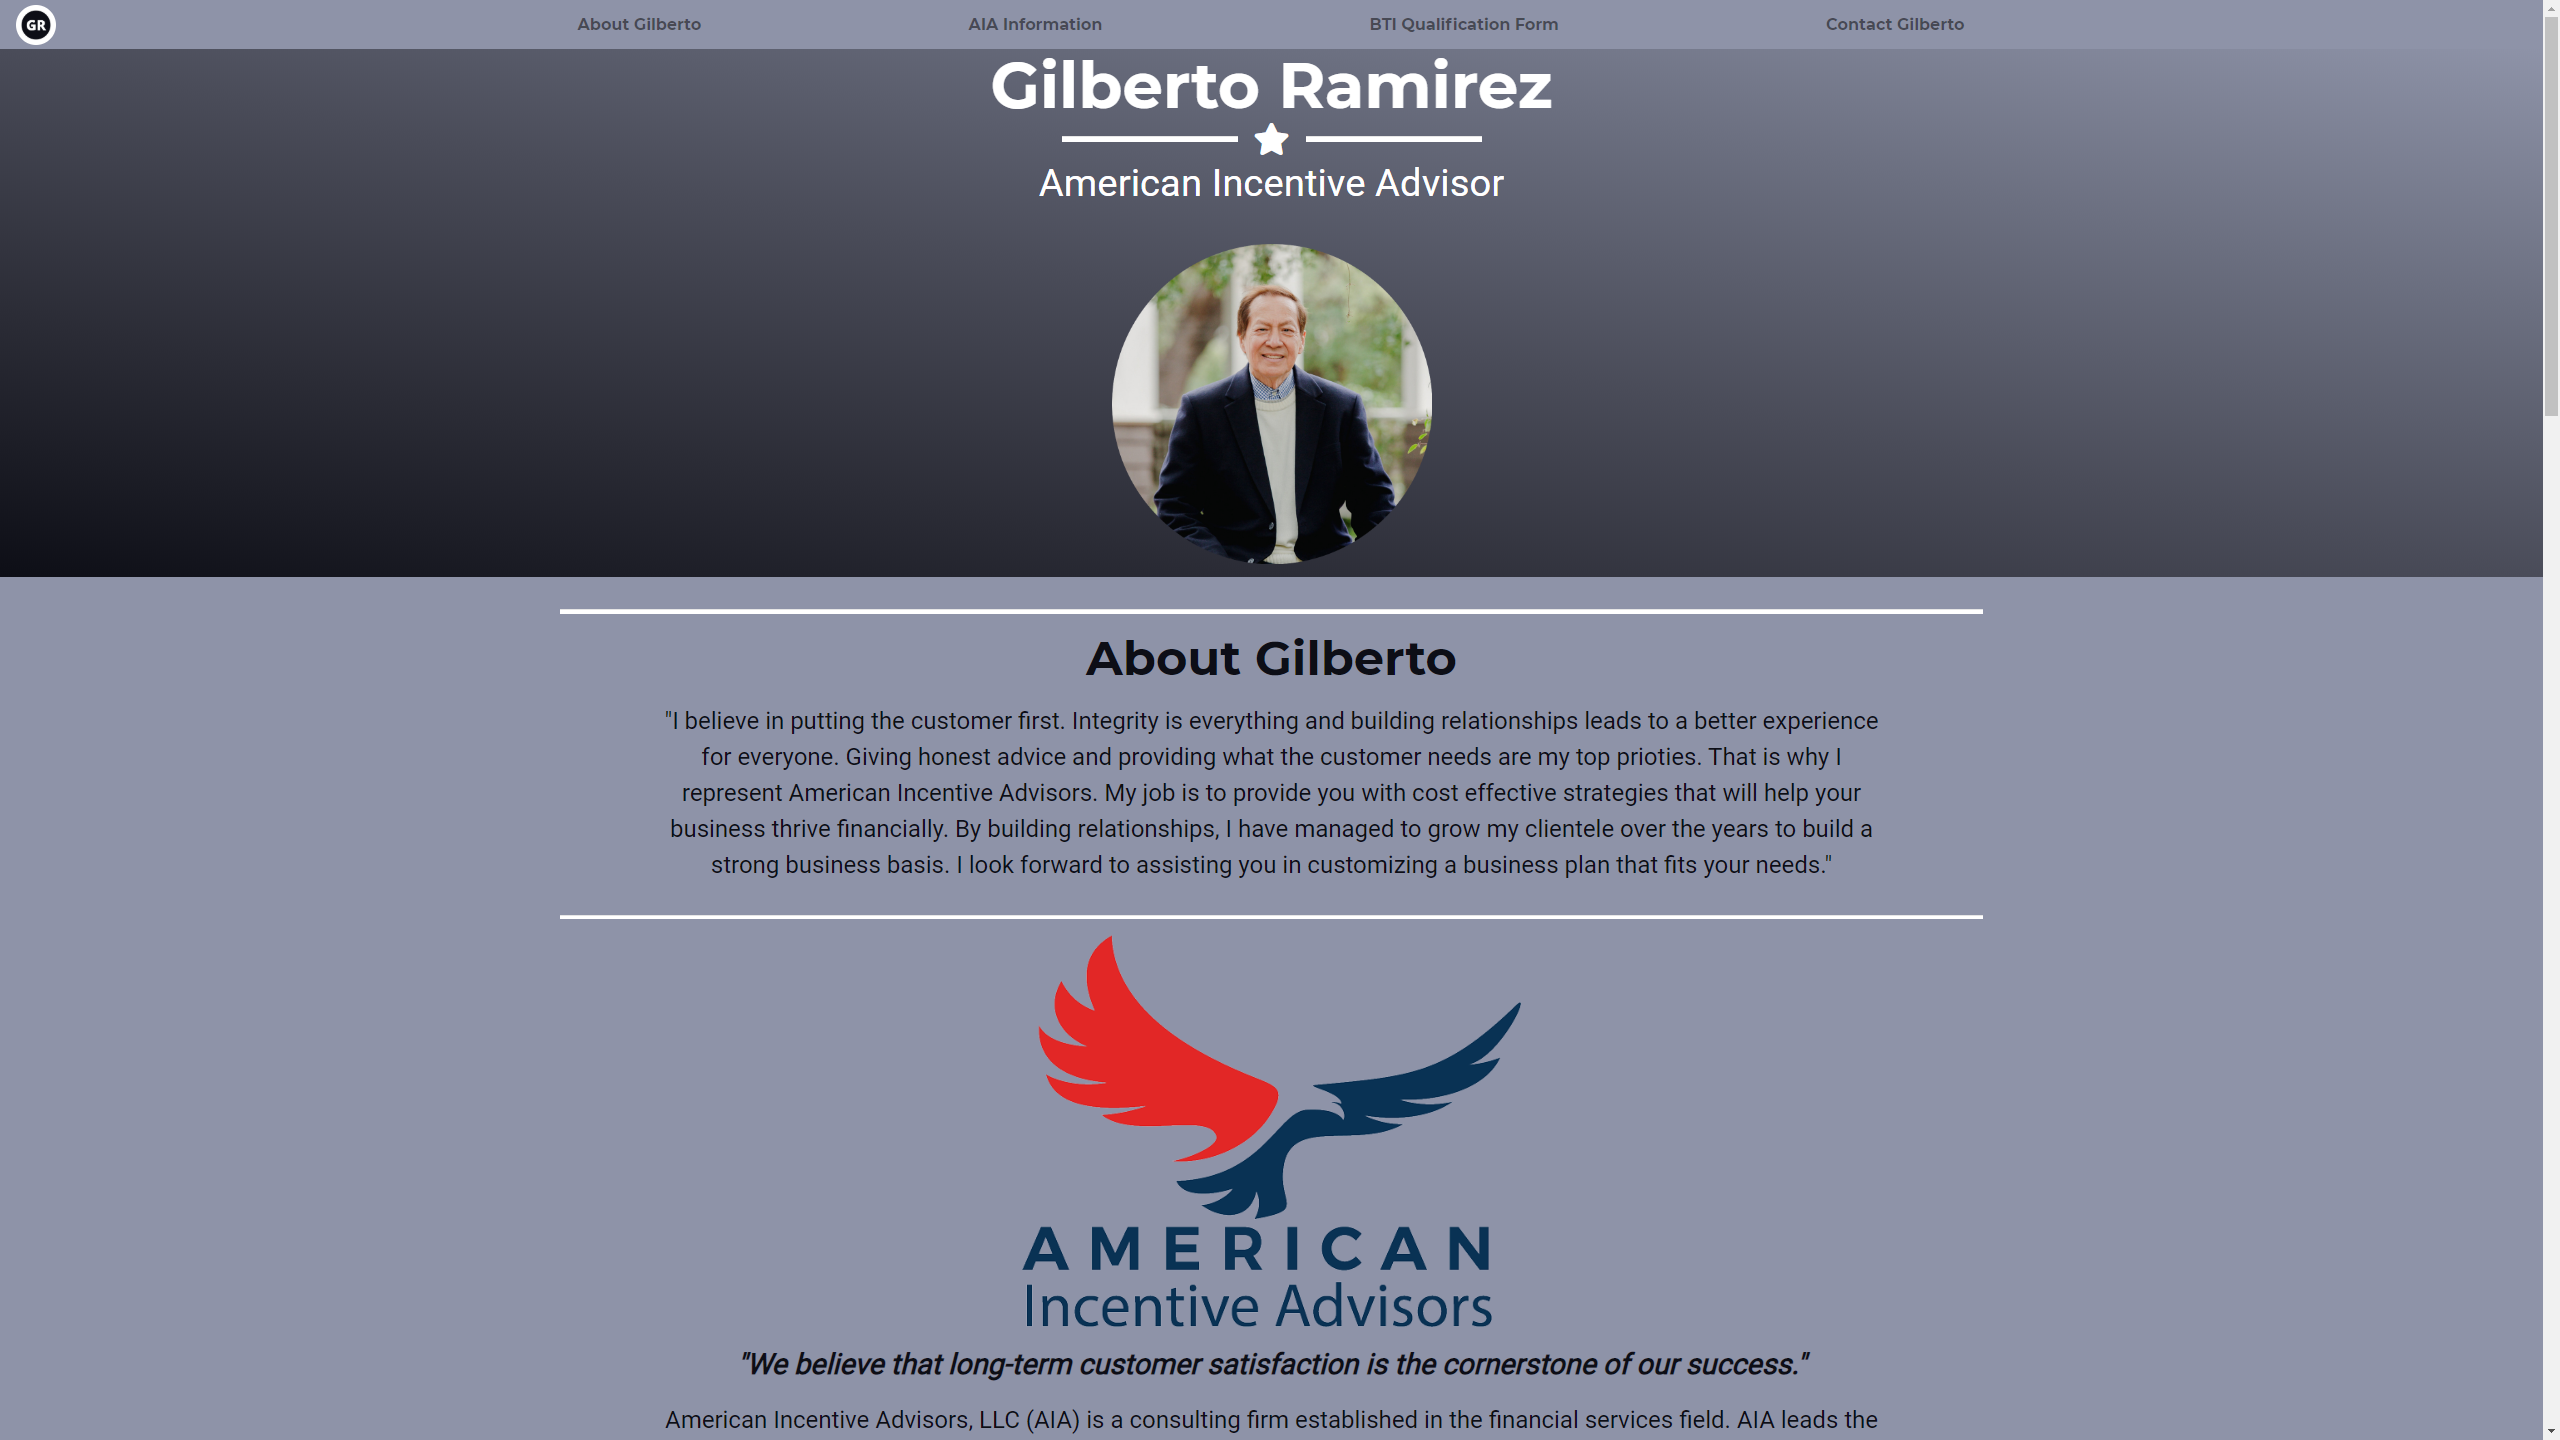 GR
About Gilberto
AIA Information
BTI Qualification Form
Contact Gilberto
Gilberto Ramirez
American Incentive Advisor
About Gilberto
"I believe in putting the customer first. Integrity is everything and building relationships leads to a better experience
for everyone. Giving honest advice and providing what the customer needs are my top prioties. That is why I
represent American Incentive Advisors. My job is to provide you with cost effective strategies that will help your
business thrive financially. By building relationships, I have managed to grow my clientele over the years to build a
strong business basis. I look forward to assisting you in customizing a business plan that fits your needs."
AMERICAN
Incentive Advisors
"We believe that long-term customer satisfaction is the cornerstone of our success."
American Incentive Advisors, LLC (AIA) is a consulting firm established in the financial services field. AIA leads the